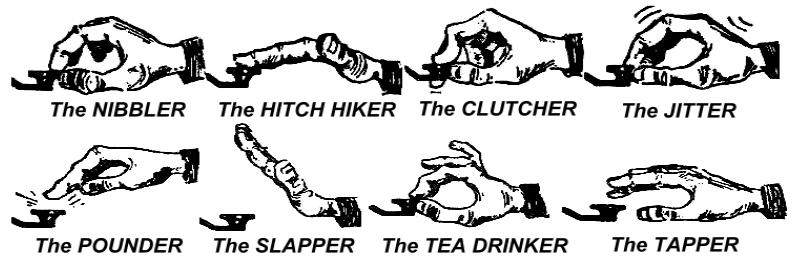 The NIBBLER
The HITCH HIKER
The CLUTCHER
The JITTER
The POUNDER
The SLAPPER
The TEA DRINKER
The TAPPER